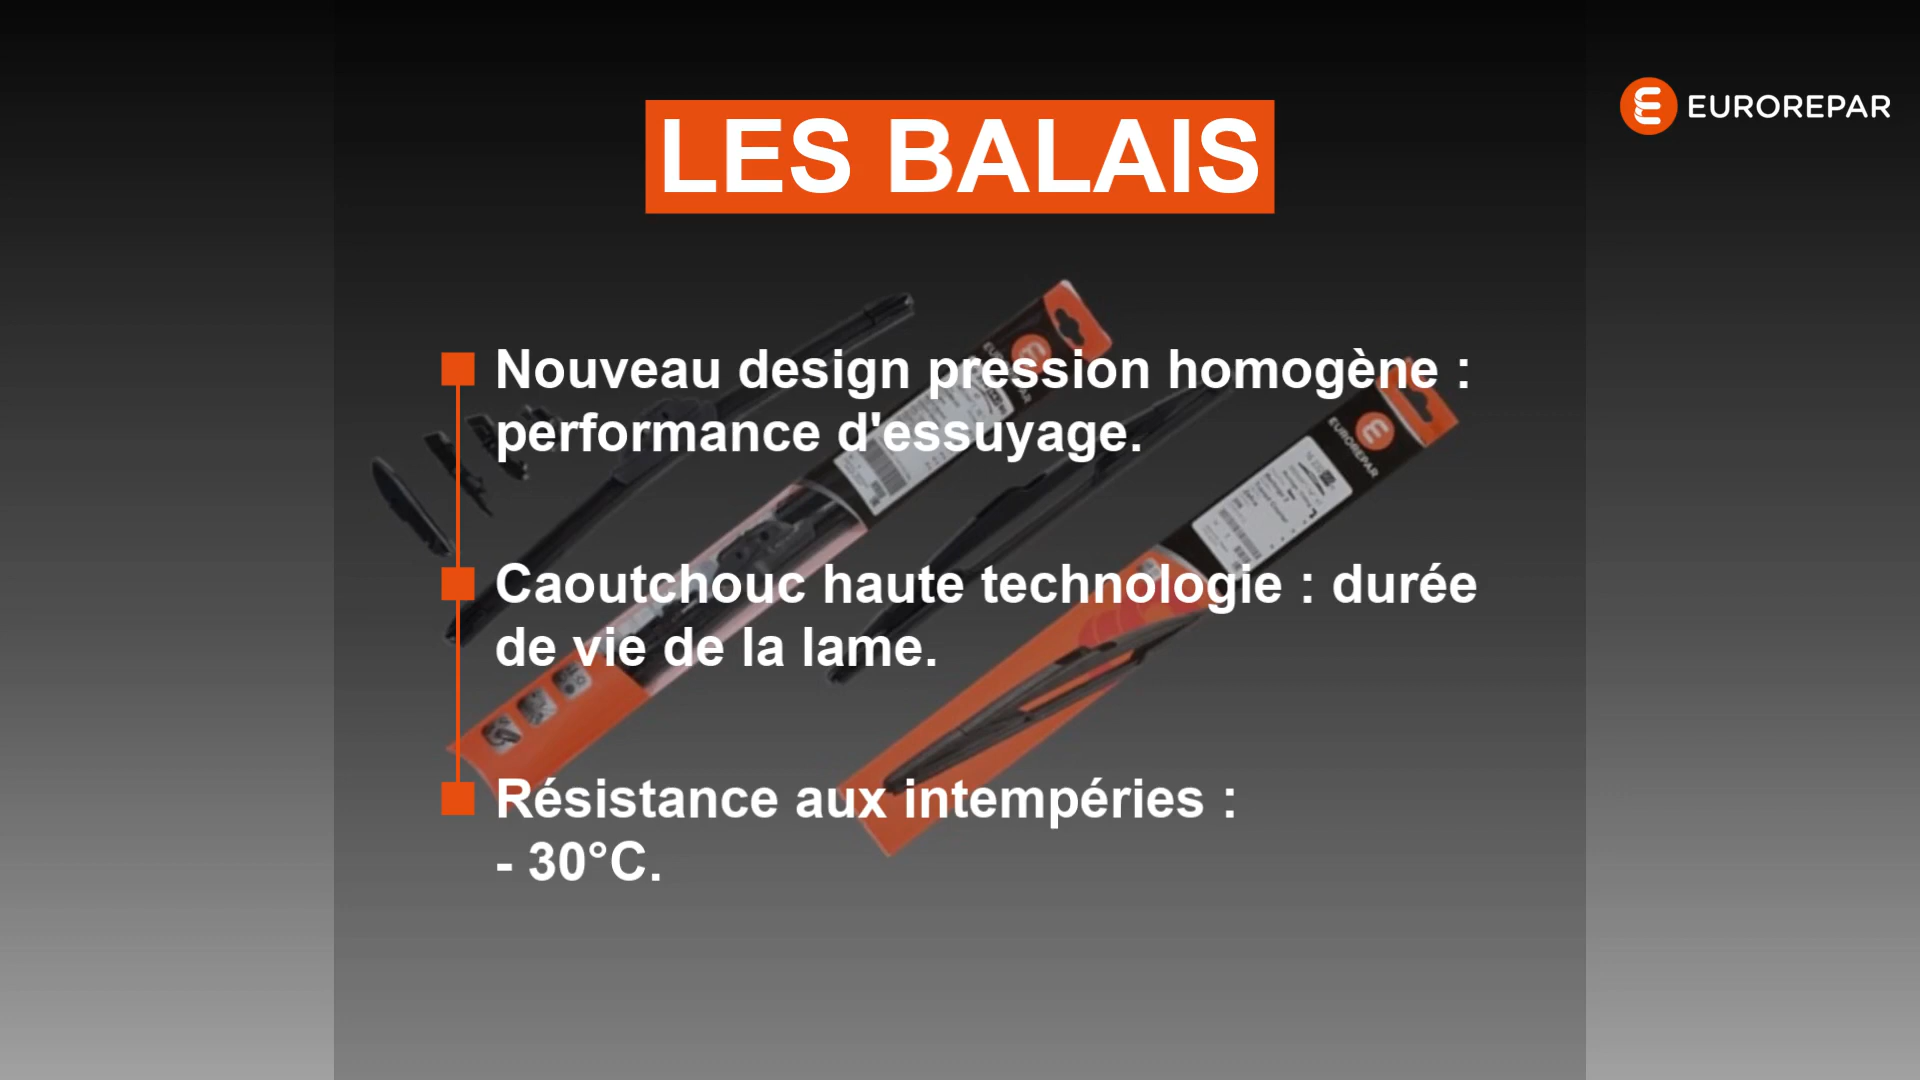 LES BALAIS
EUROREPAR
Nouveau design pression homogène :
performance d'essuyage.
Caoutchouc haute technologie : durée
de vie de la lame.
Résistance aux intempéries :
- 30°C.
EUROREPAR